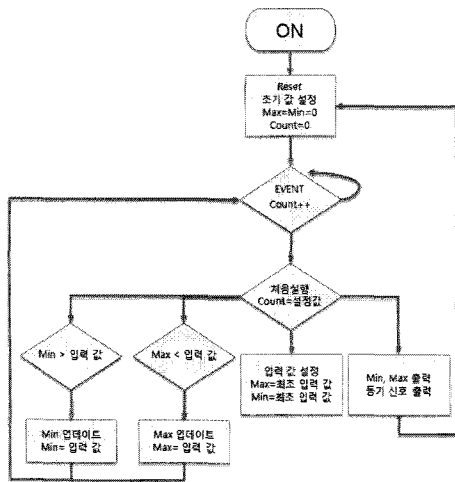 ON
Reset
초기 값 설정
Max=Min=0
Count=0
EVENT
Count++
처음실행
Count=설정값
Min > 입력 값
Max < 입력 값
입력 값 설정
Max=최초 입력 값
Min=최초 입력 값
Min, Max 출력
동기 신호 출력
Min 업데이트
Min= 입력 값
Max 업데이트
Max= 입력 값